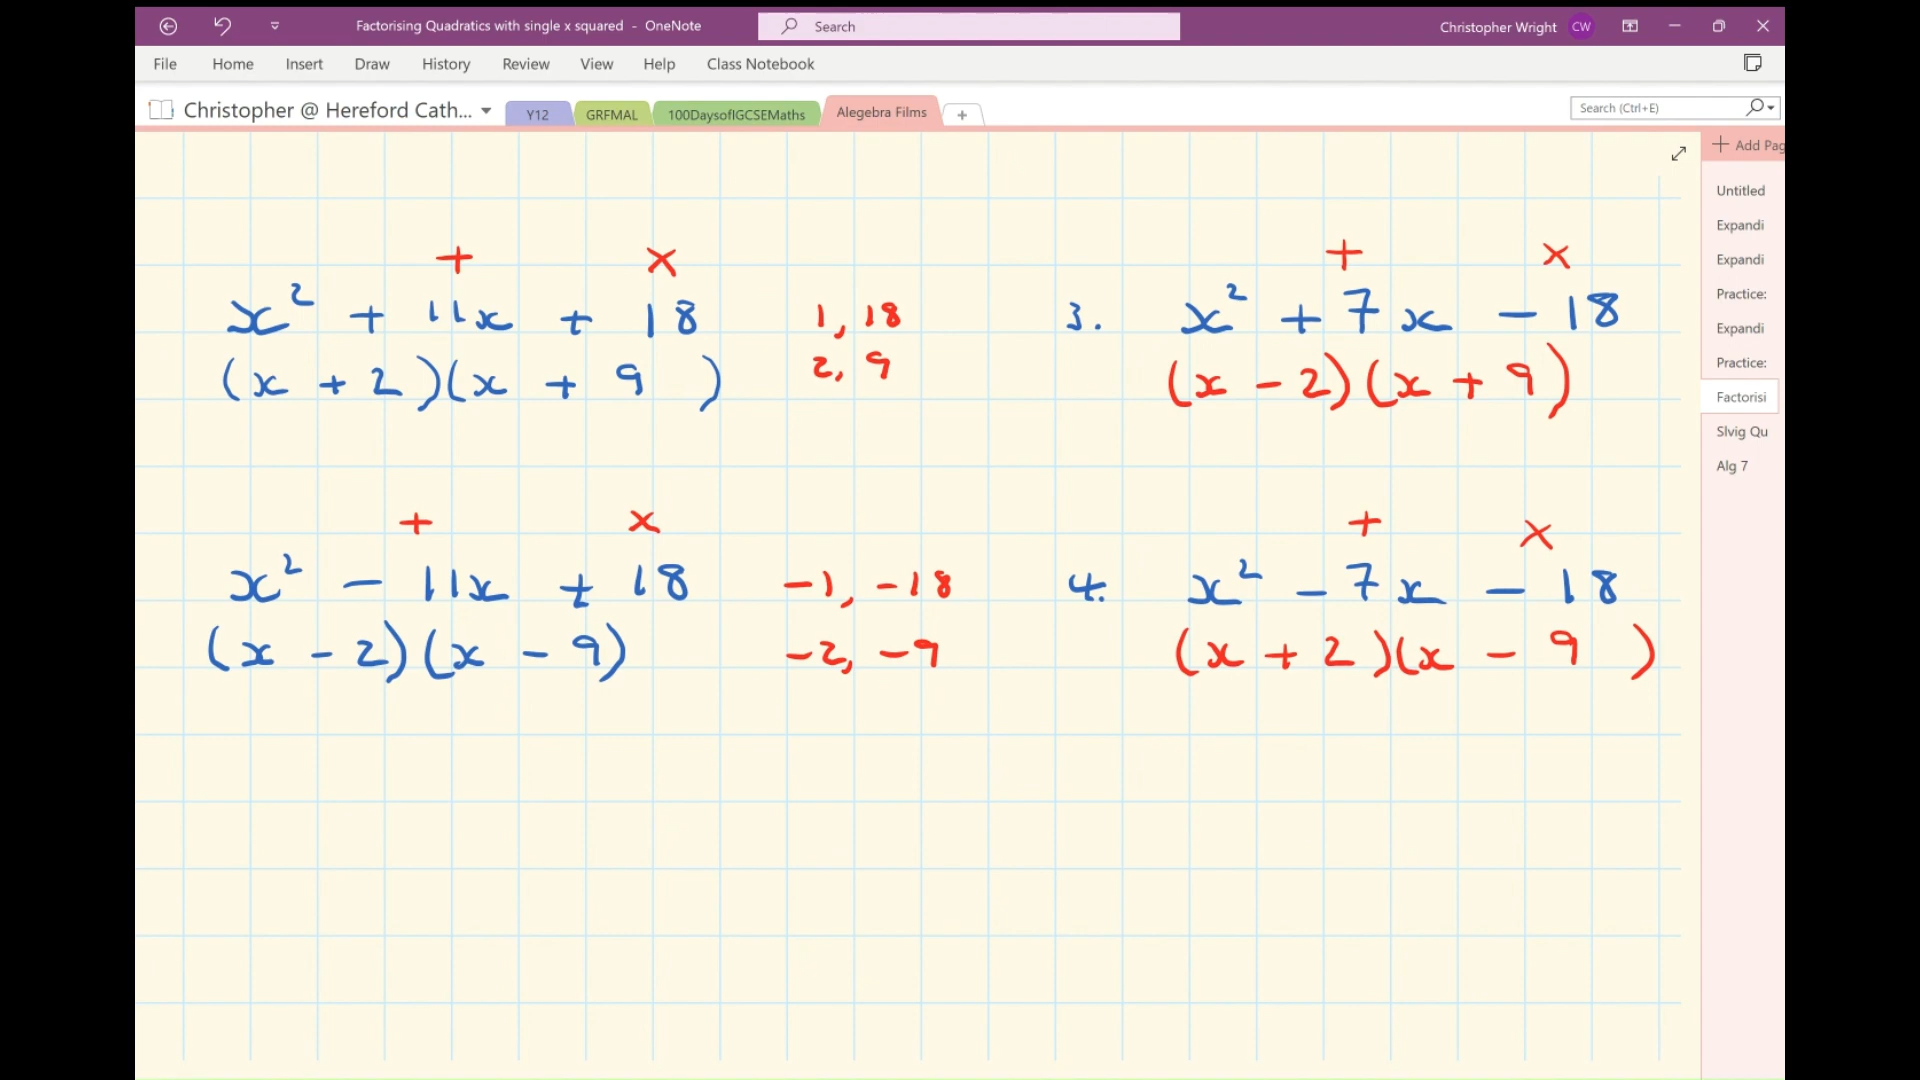 Factorising Quadratics with single x squared - OneNote
Search
Christopher Wright CW
File Home Insert Draw History Review View Help Class Notebook
Christopher @ Hereford Cath...
Y12 GRFMAL 100DaysofIGCSEMaths Alegebra Films +
Search (Ctrl+E)
+ Add Pag
Untitled
Expandi
Expandi
Practice:
Expandi
Practice:
Factorisi
Slvig Qu
Alg 7
+ ×
x² + 11x + 18
1, 18
(x + 2)(x + 9)
2, 9
+ ×
x² - 11x + 18
-1, -18
(x - 2)(x - 9)
-2, -9
+ ×
3. x² + 7x - 18
(x - 2)(x + 9)
+ ×
4. x² - 7x - 18
(x + 2)(x - 9)